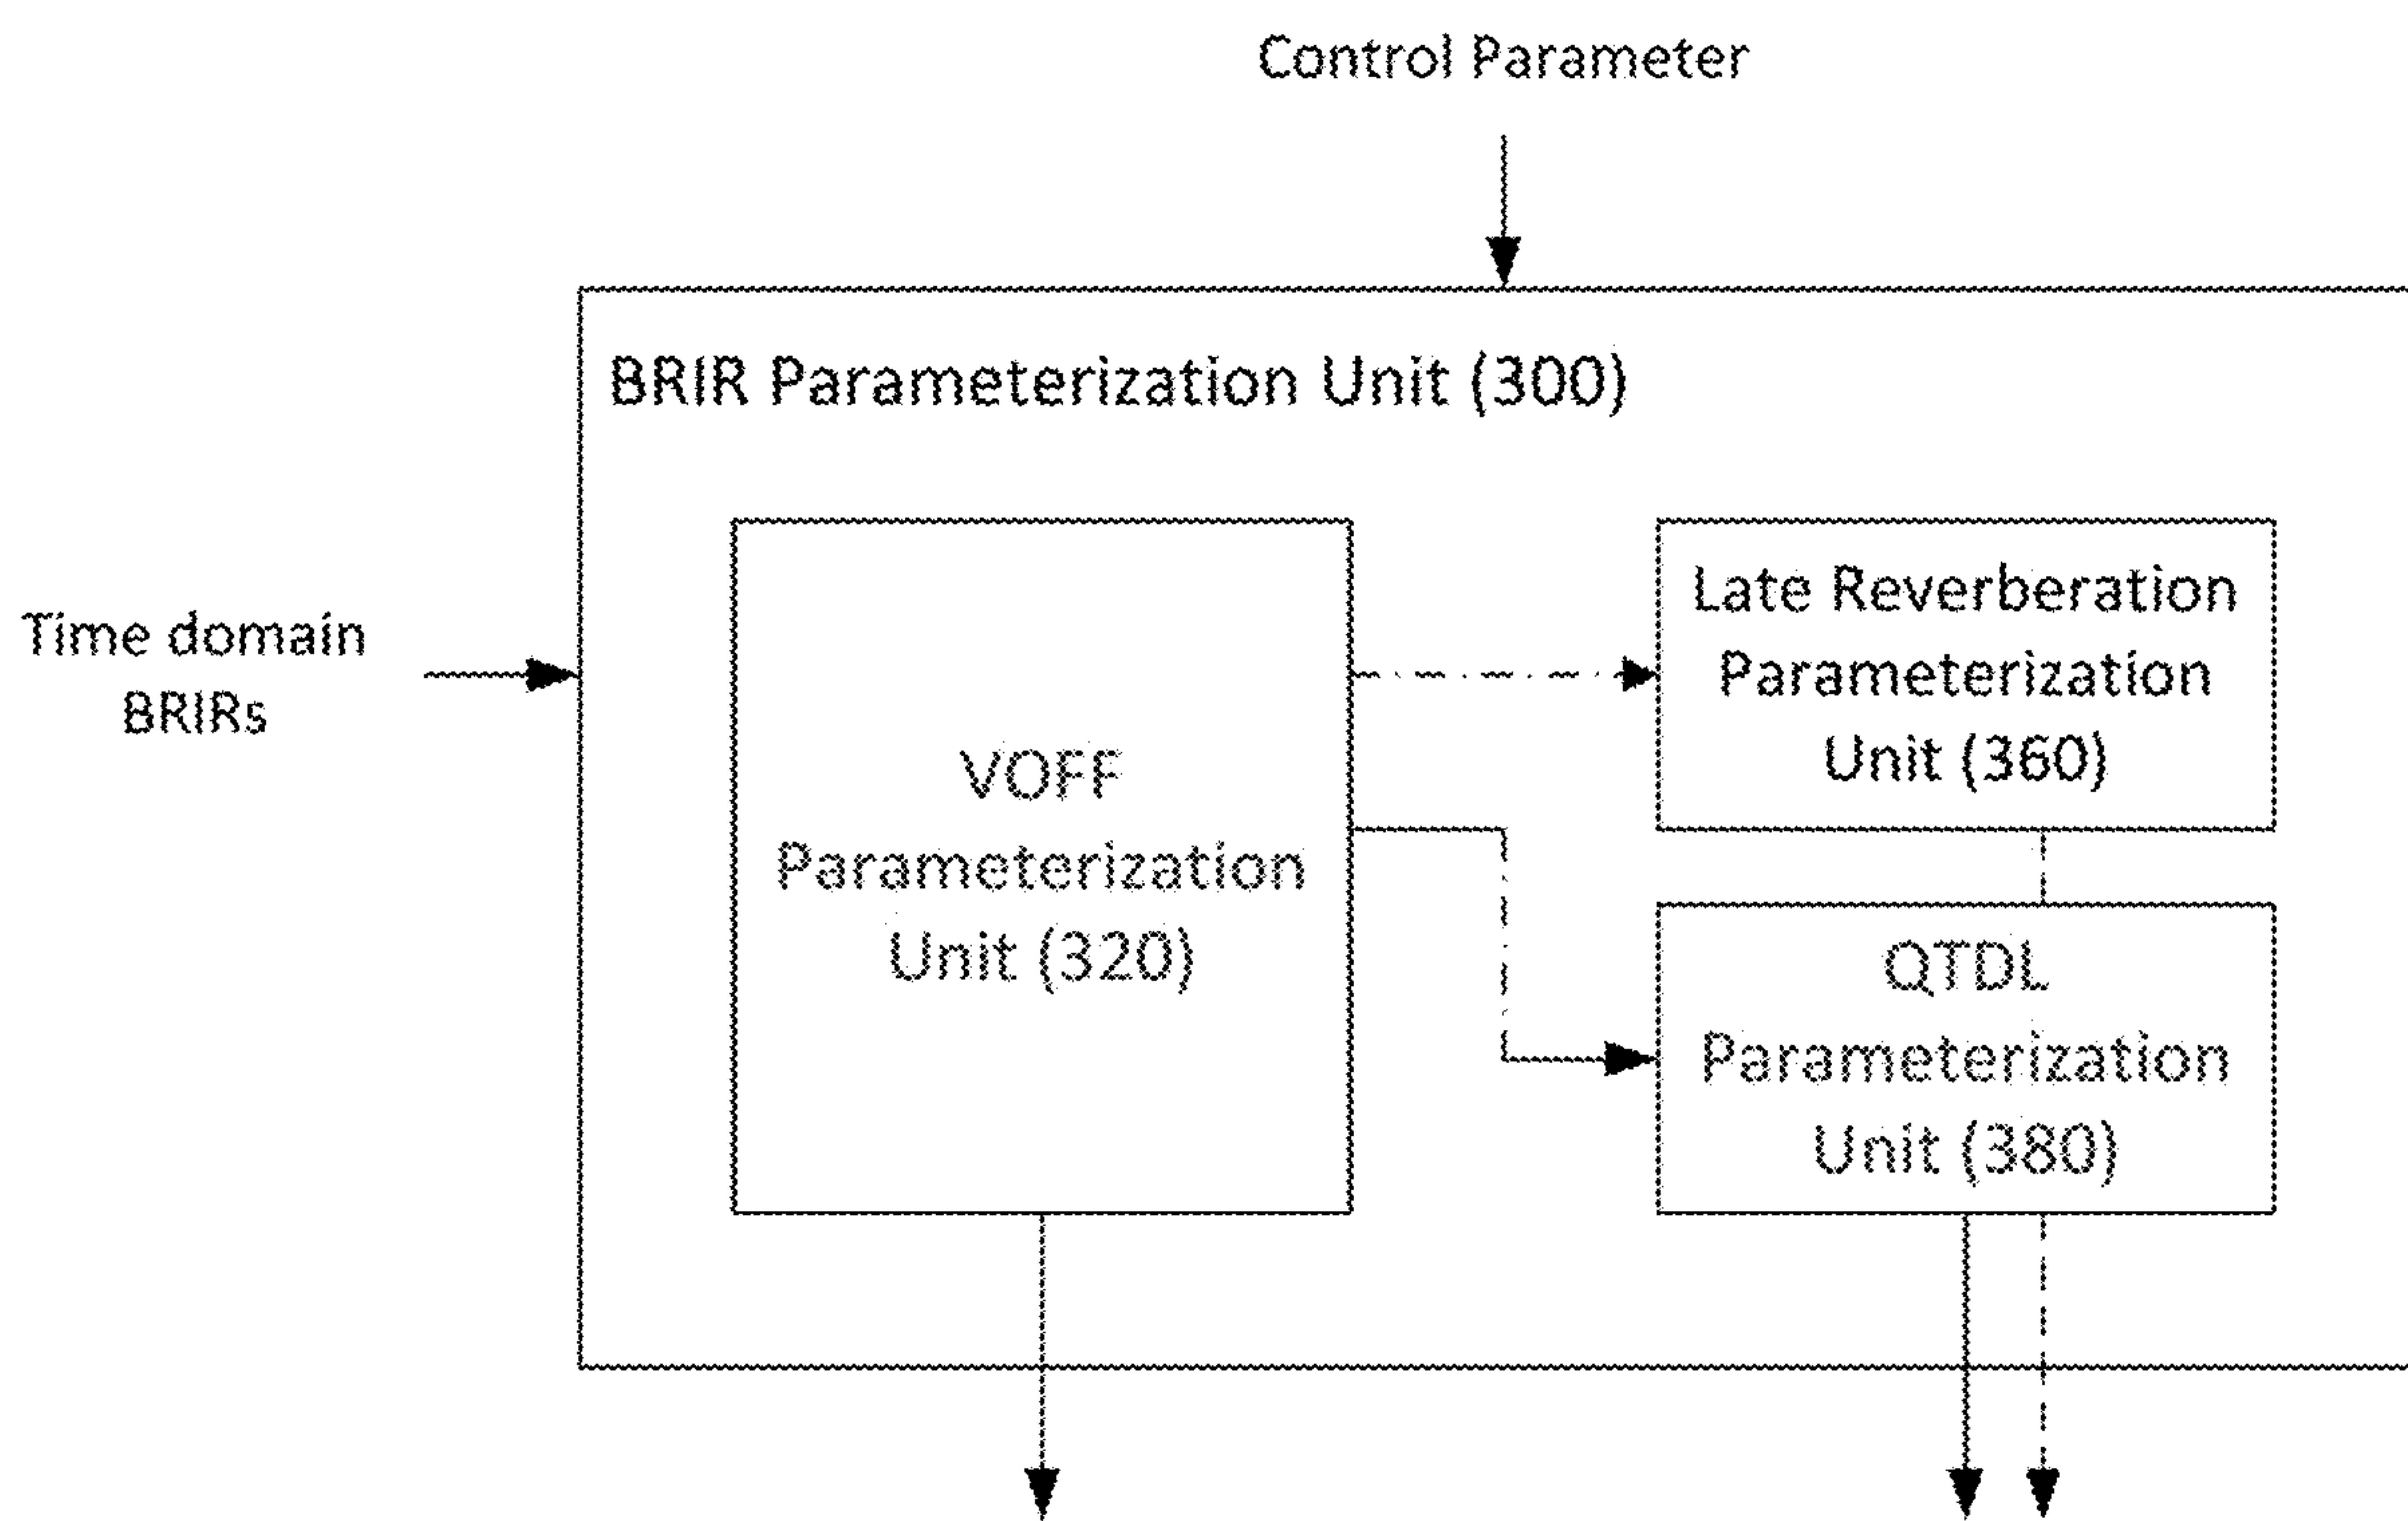 Control Parameter
BRIR Parameterization Unit (300)
Time domain
BRIRs
VOFF
Parameterization
Unit (320)
Late Reverberation
Parameterization
Unit (360)
QTDL
Parameterization
Unit (380)